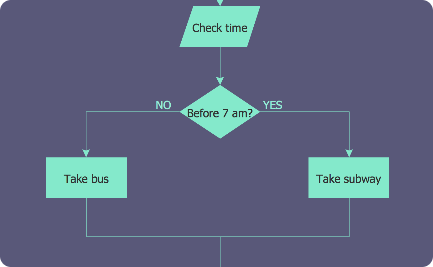 Check time
NO
YES
Before 7 am?
Take bus
Take subway